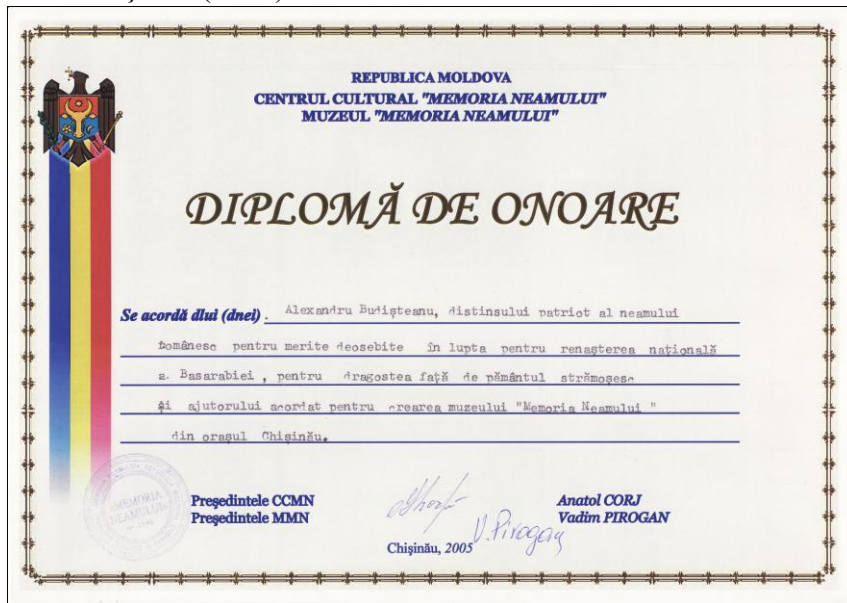 REPUBLICA MOLDOVA
CENTRUL CULTURAL "MEMORIA NEAMULUI"
MUZEUL "MEMORIA NEAMULUI"
DIPLOMĂ DE ONOARE
Se acordă dlui (dnei) . Alexandru Budişteanu, distinsului patriot al neamului
românesc pentru merite deosebite în lupta pentru renaşterea naţională
a. Basarabiei , pentru dragostea faţă de pământul strămoşesc
şi ajutorului acordat pentru crearea muzeului "Memoria Neamului "
din oraşul Chişinău.
«MEMORIA
NEAMULUI»
Preşedintele CCMN Anatol CORJ
Preşedintele MMN V. Pirogan Vadim PIROGAN
Chişinău, 2005